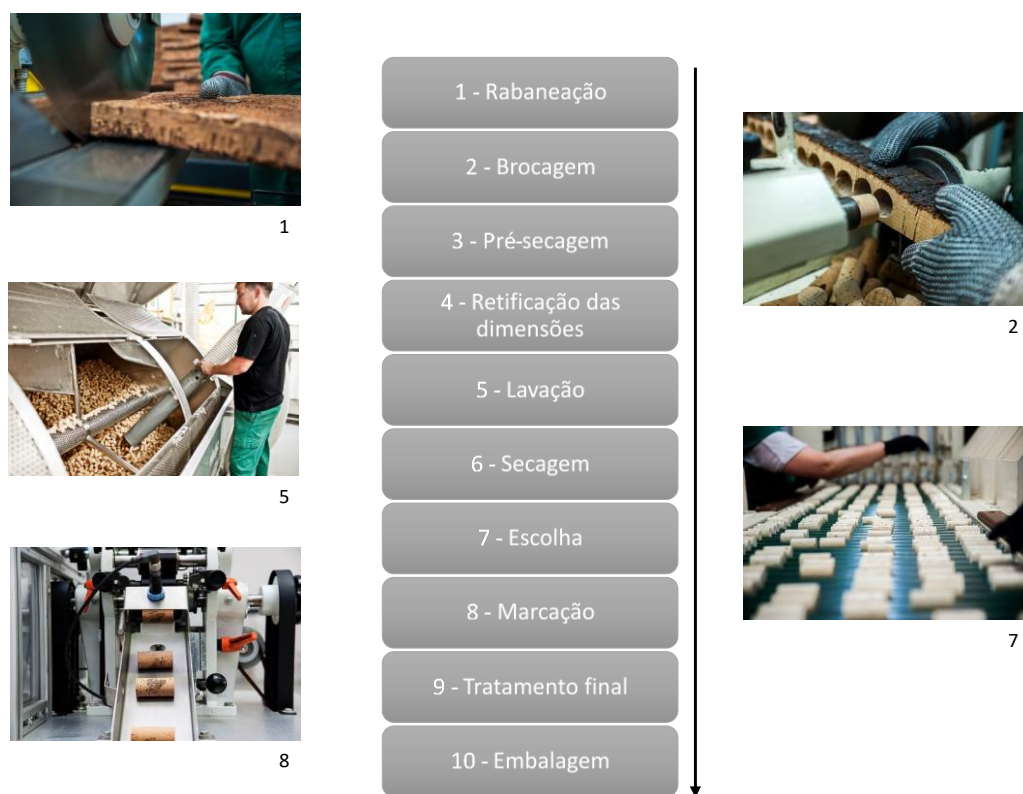 1 - Rabaneação
2 - Brocagem
3 - Pré-secagem
4 - Retificação das
dimensões
5 - Lavação
6 - Secagem
7 - Escolha
8 - Marcação
9 - Tratamento final
10 - Embalagem
1
5
8
2
7